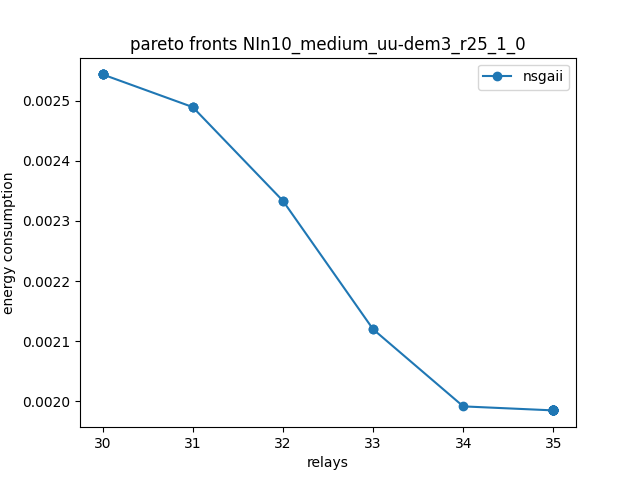 pareto fronts NIn10_medium_uu-dem3_r25_1_0
nsgaii
energy consumption
0.0025
0.0024
0.0023
0.0022
0.0021
0.0020
30 31 32 33 34 35
relays